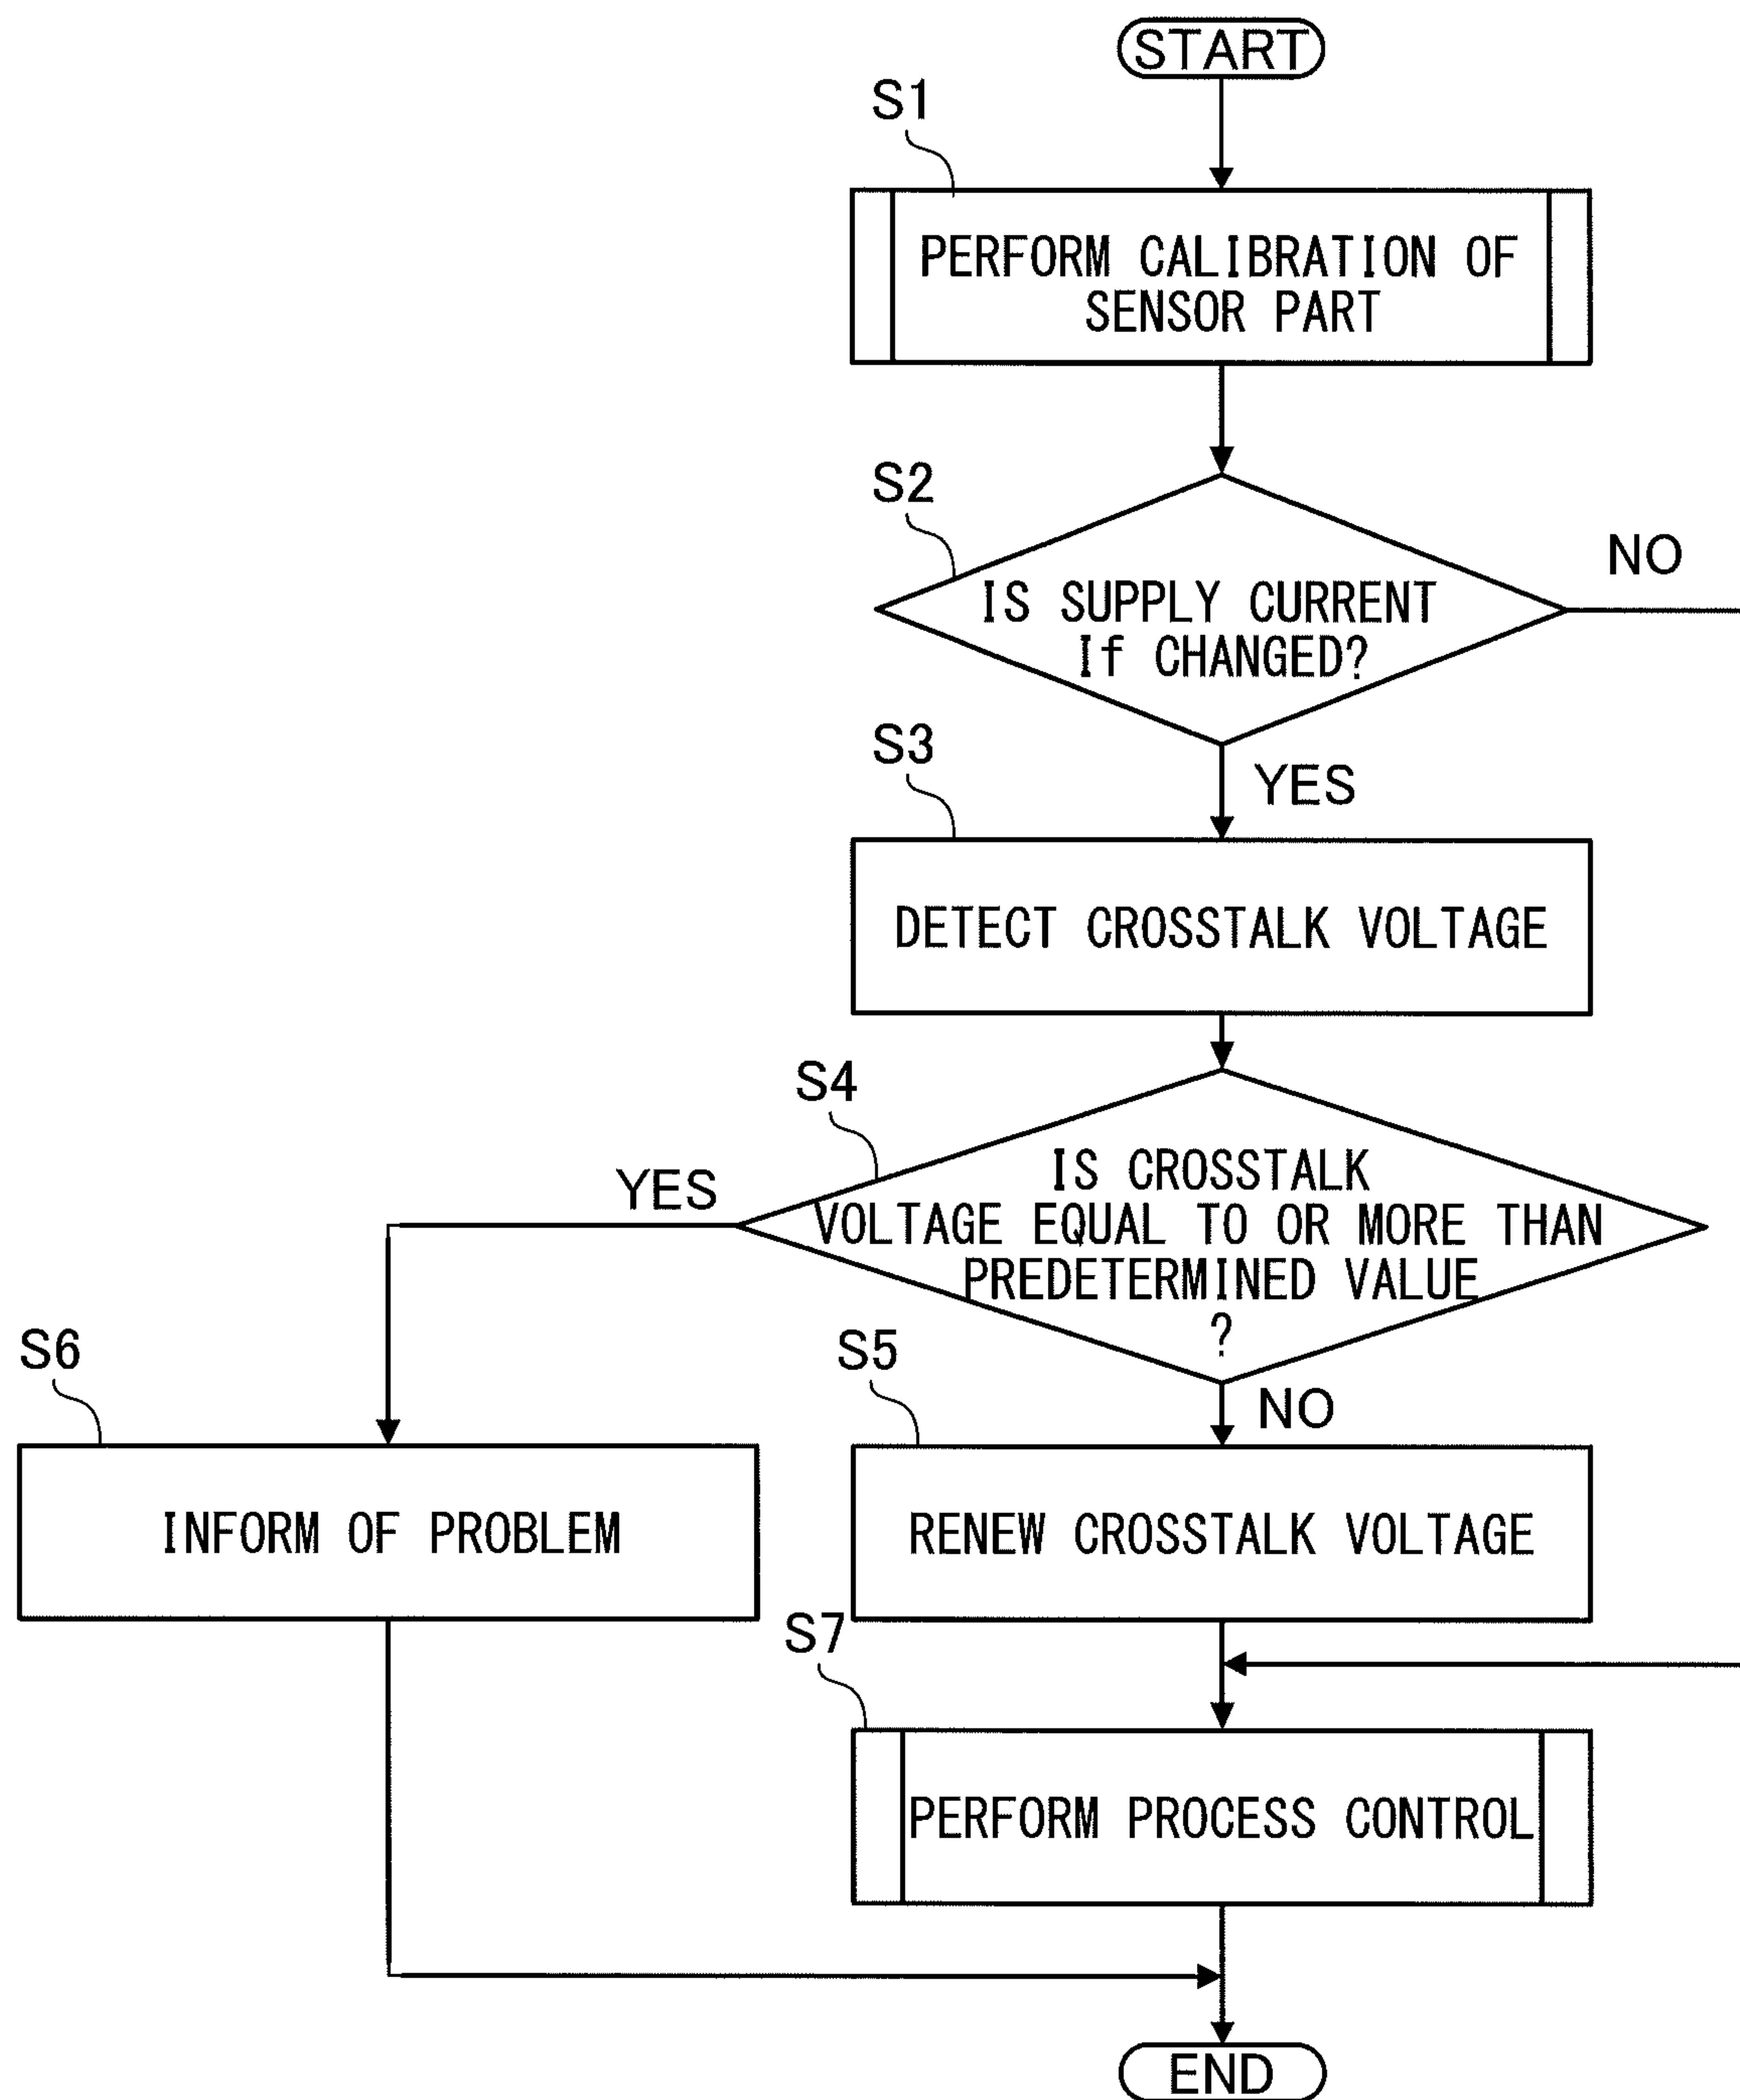 START
S1
PERFORM CALIBRATION OF
SENSOR PART
S2
NO
IS SUPPLY CURRENT
If CHANGED?
S3
YES
DETECT CROSSTALK VOLTAGE
S4
YES
IS CROSSTALK
VOLTAGE EQUAL TO OR MORE THAN
PREDETERMINED VALUE
?
S6
S5
NO
INFORM OF PROBLEM
RENEW CROSSTALK VOLTAGE
S7
PERFORM PROCESS CONTROL
END